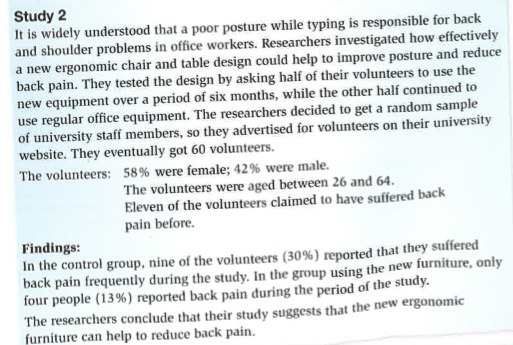 Study 2
It is widely understood that a poor posture while typing is responsible for back
and shoulder problems in office workers. Researchers investigated how effectively
a new ergonomic chair and table design could help to improve posture and reduce
back pain. They tested the design by asking half of their volunteers to use the
new equipment over a period of six months, while the other half continued to
use regular office equipment. The researchers decided to get a random sample
of university staff members, so they advertised for volunteers on their university
website. They eventually got 60 volunteers.
The volunteers: 58% were female; 42% were male.
The volunteers were aged between 26 and 64.
Eleven of the volunteers claimed to have suffered back
pain before.
Findings:
In the control group, nine of the volunteers (30%) reported that they suffered
back pain frequently during the study. In the group using the new furniture, only
four people (13%) reported back pain during the period of the study.
The researchers conclude that their study suggests that the new ergonomic
furniture can help to reduce back pain.